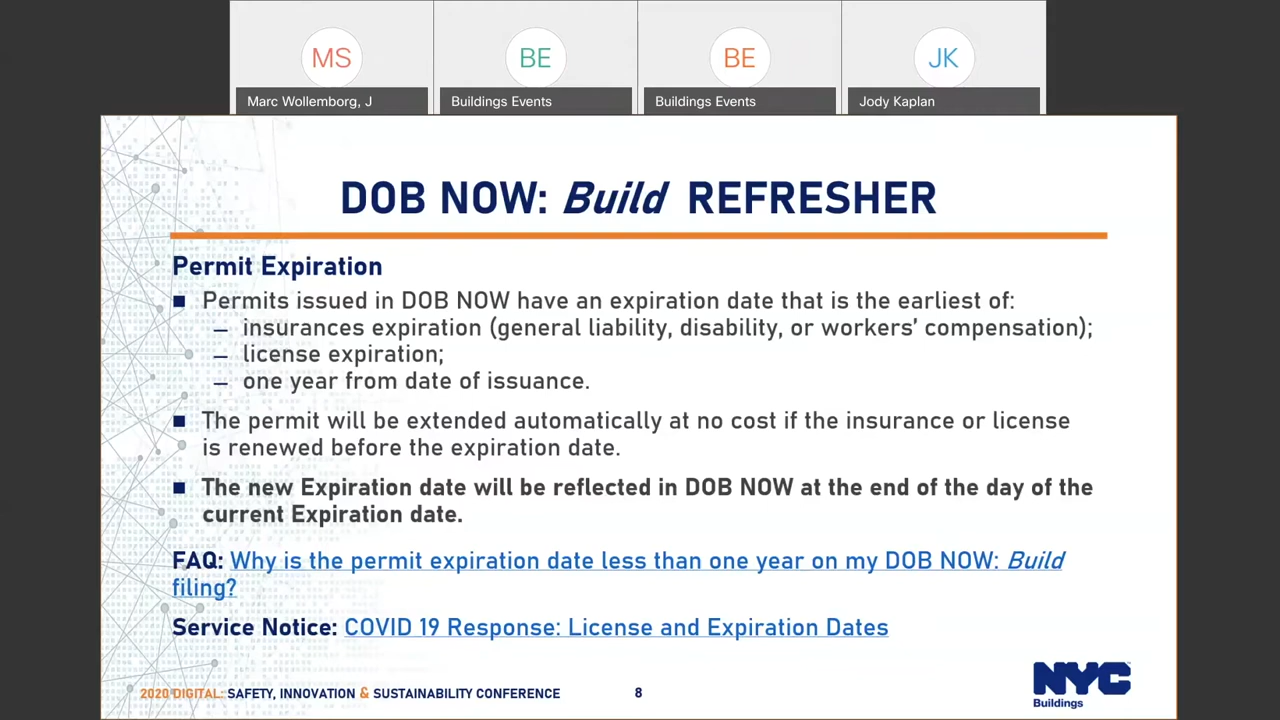 MS
BE
BE
JK
Marc Wollemborg, J
Buildings Events
Buildings Events
Jody Kaplan
DOB NOW: Build REFRESHER
Permit Expiration
■ Permits issued in DOB NOW have an expiration date that is the earliest of:
– insurances expiration (general liability, disability, or workers’ compensation);
– license expiration;
– one year from date of issuance.
■ The permit will be extended automatically at no cost if the insurance or license
is renewed before the expiration date.
■ The new Expiration date will be reflected in DOB NOW at the end of the day of the
current Expiration date.
FAQ: Why is the permit expiration date less than one year on my DOB NOW: Build
filing?
Service Notice: COVID 19 Response: License and Expiration Dates
2020 DIGITAL: SAFETY, INNOVATION & SUSTAINABILITY CONFERENCE
8
NYC
Buildings